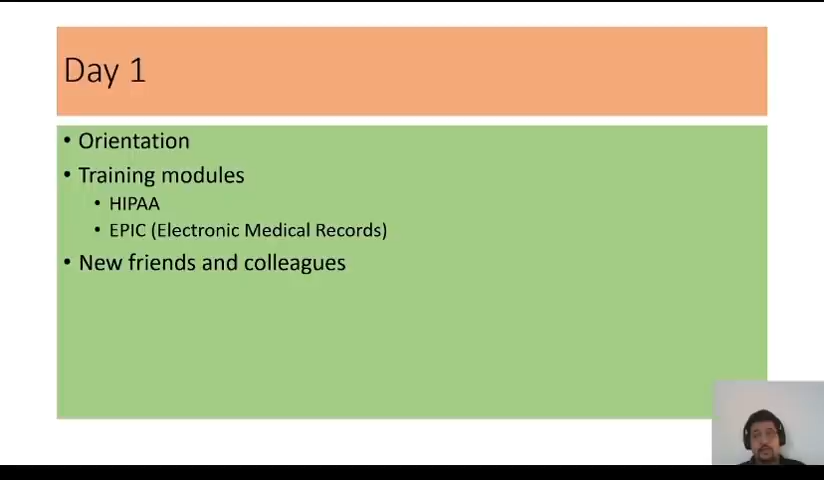 Day 1
• Orientation
• Training modules
• HIPAA
• EPIC (Electronic Medical Records)
• New friends and colleagues